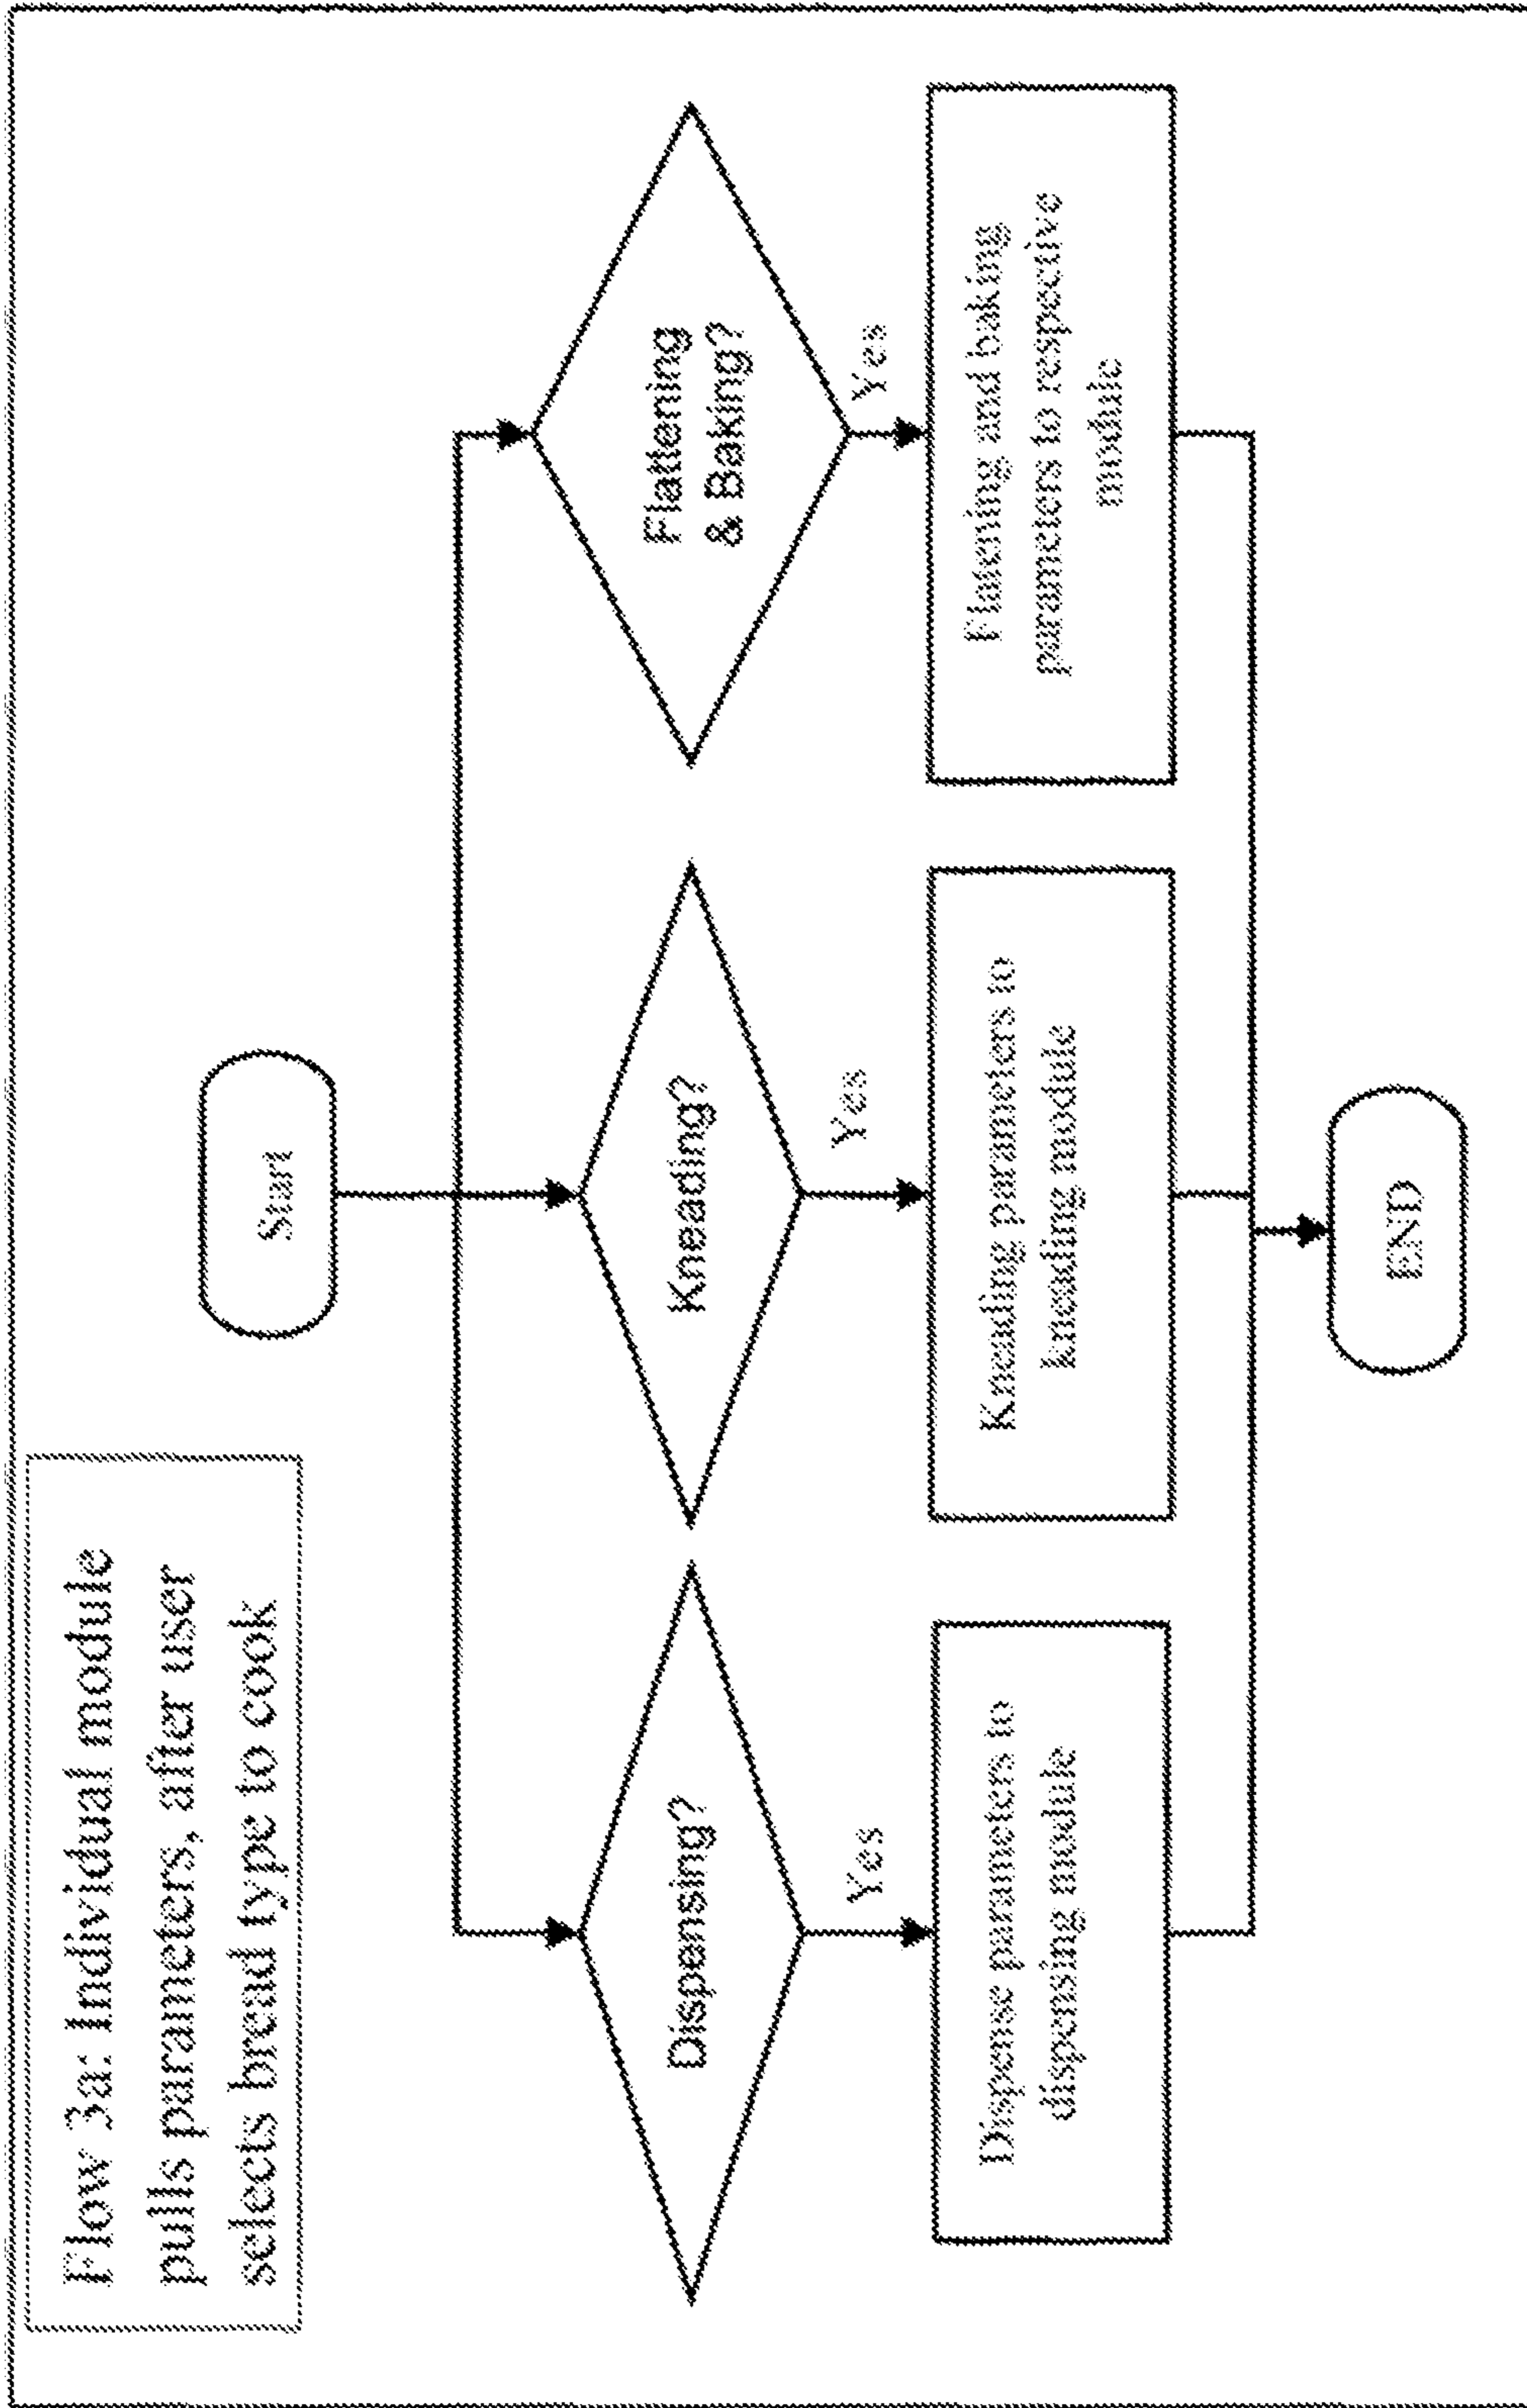 Flow 3a: Individual module
pulls parameters, after user
selects bread type to cook
Start
Dispensing?
Kneading?
Flattening
& Baking?
Yes
Yes
Yes
Dispense parameters to
dispensing module
Kneading parameters to
kneading module
Flatening and baking
parameters to respective
module
END